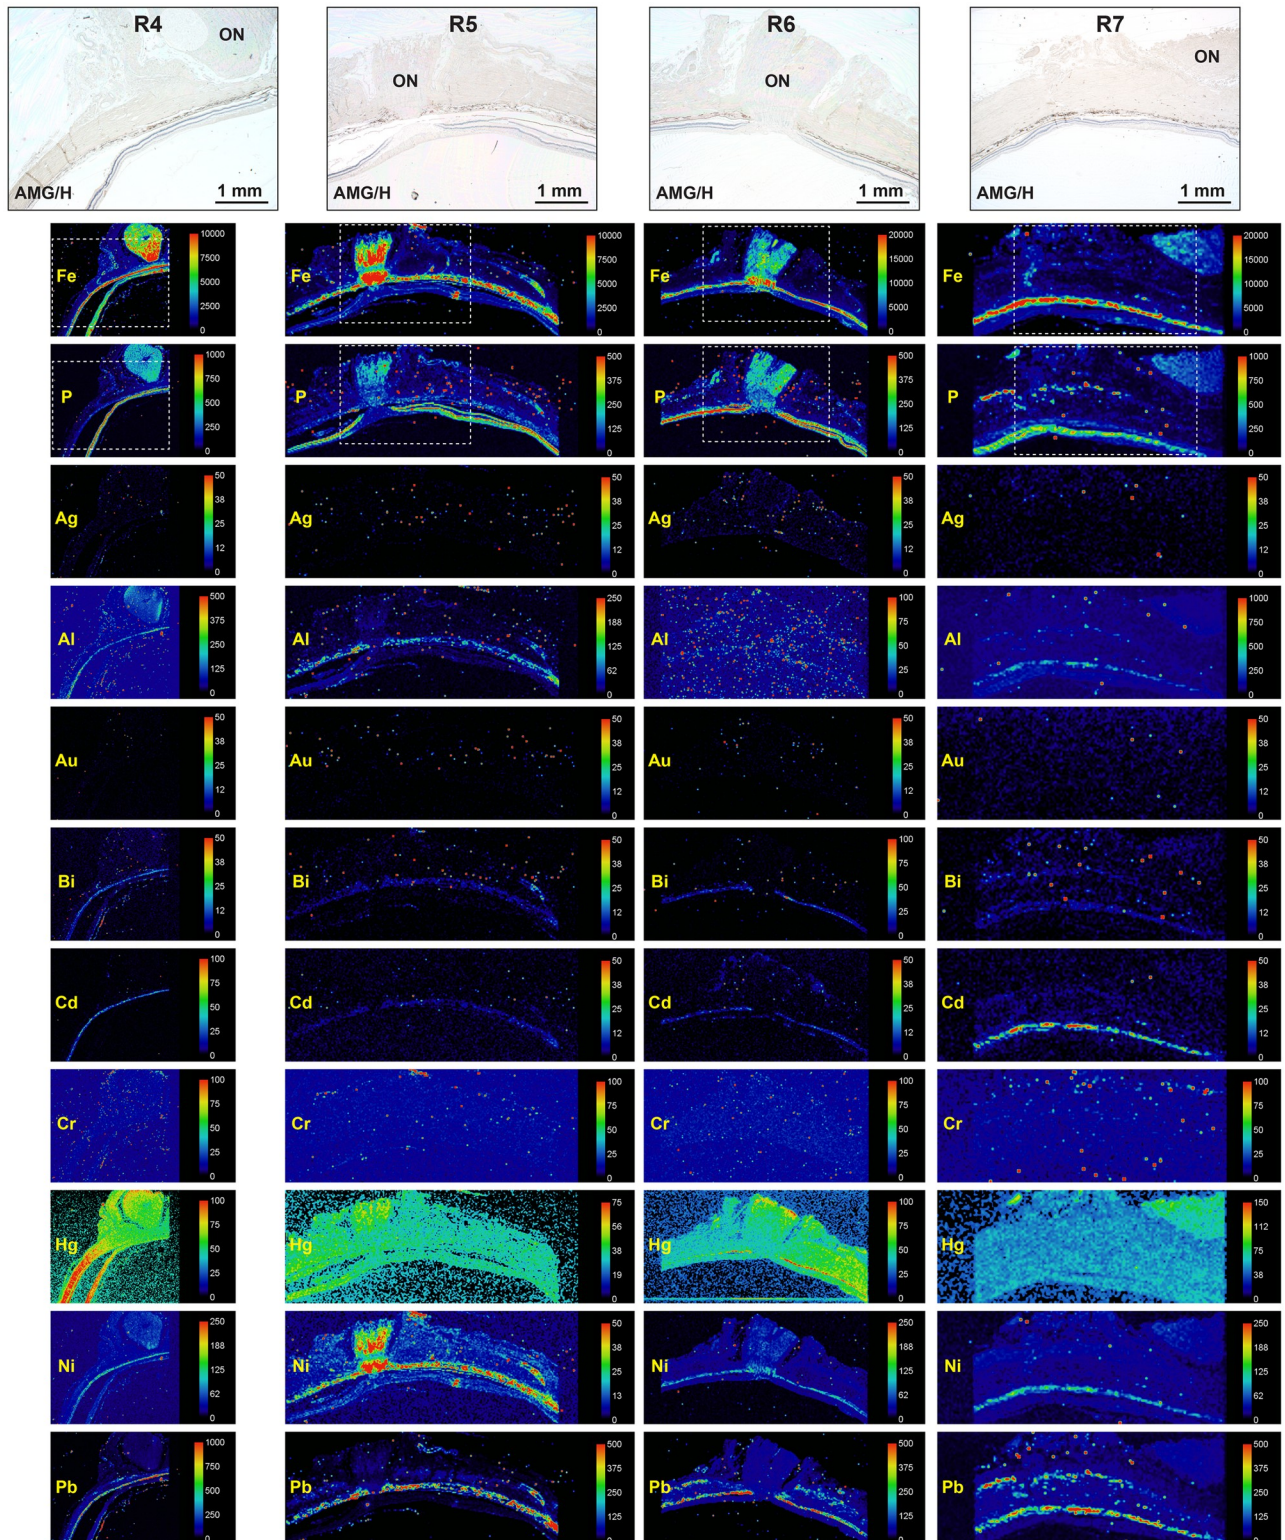 R4 R5 R6 R7
ON ON ON ON
AMG/H 1 mm AMG/H 1 mm AMG/H 1 mm AMG/H 1 mm
Fe 10000 7500 5000 2500 0
Fe 10000 7500 5000 2500 0
Fe 20000 15000 10000 5000 0
Fe 20000 15000 10000 5000 0
P 1000 750 500 250 0
P 500 375 250 125 0
P 500 375 250 125 0
P 1000 750 500 250 0
Ag 50 38 25 12 0
Ag 50 38 25 12 0
Ag 50 38 25 12 0
Ag 50 38 25 12 0
Al 500 375 250 125 0
Al 250 188 125 62 0
Al 100 75 50 25 0
Al 1000 750 500 250 0
Au 50 38 25 12 0
Au 50 38 25 12 0
Au 50 38 25 12 0
Au 50 38 25 12 0
Bi 50 38 25 12 0
Bi 50 38 25 12 0
Bi 100 75 50 25 0
Bi 50 38 25 12 0
Cd 100 75 50 25 0
Cd 50 38 25 12 0
Cd 50 38 25 12 0
Cd 50 38 25 12 0
Cr 100 75 50 25 0
Cr 100 75 50 25 0
Cr 100 75 50 25 0
Cr 100 75 50 25 0
Hg 100 75 50 25 0
Hg 75 56 38 19 0
Hg 100 75 50 25 0
Hg 150 112 75 38 0
Ni 250 188 125 62 0
Ni 50 38 25 13 0
Ni 250 188 125 62 0
Ni 250 188 125 62 0
Pb 1000 750 500 250 0
Pb 500 375 250 125 0
Pb 500 375 250 125 0
Pb 500 375 250 125 0